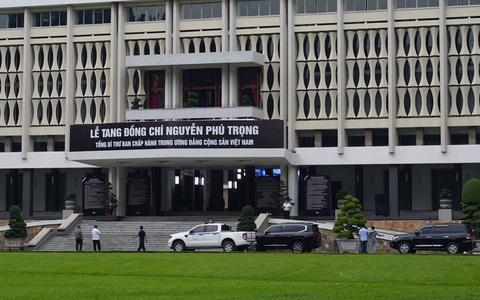 LỄ TANG ĐỒNG CHÍ NGUYỄN PHÚ TRỌNG
TỔNG BÍ THƯ BAN CHẤP HÀNH TRUNG ƯƠNG ĐẢNG CỘNG SẢN VIỆT NAM